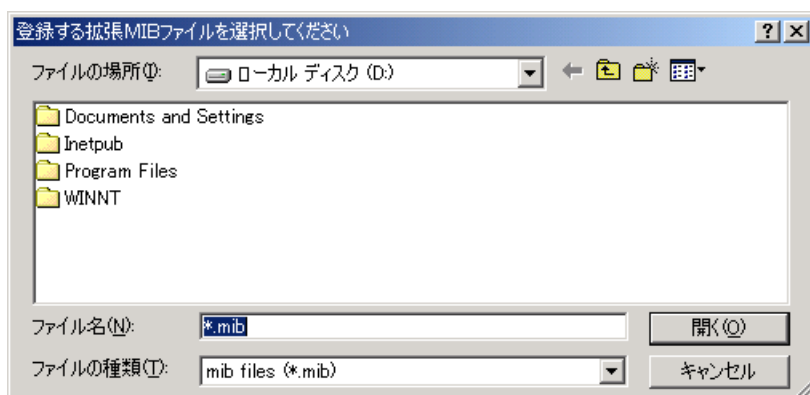 登録する拡張MIBファイルを選択してください
ファイルの場所(I): ローカル ディスク (D:)
Documents and Settings
Inetpub
Program Files
WINNT
ファイル名(N): *.mib 開く(O)
ファイルの種類(T): mib files (*.mib) キャンセル